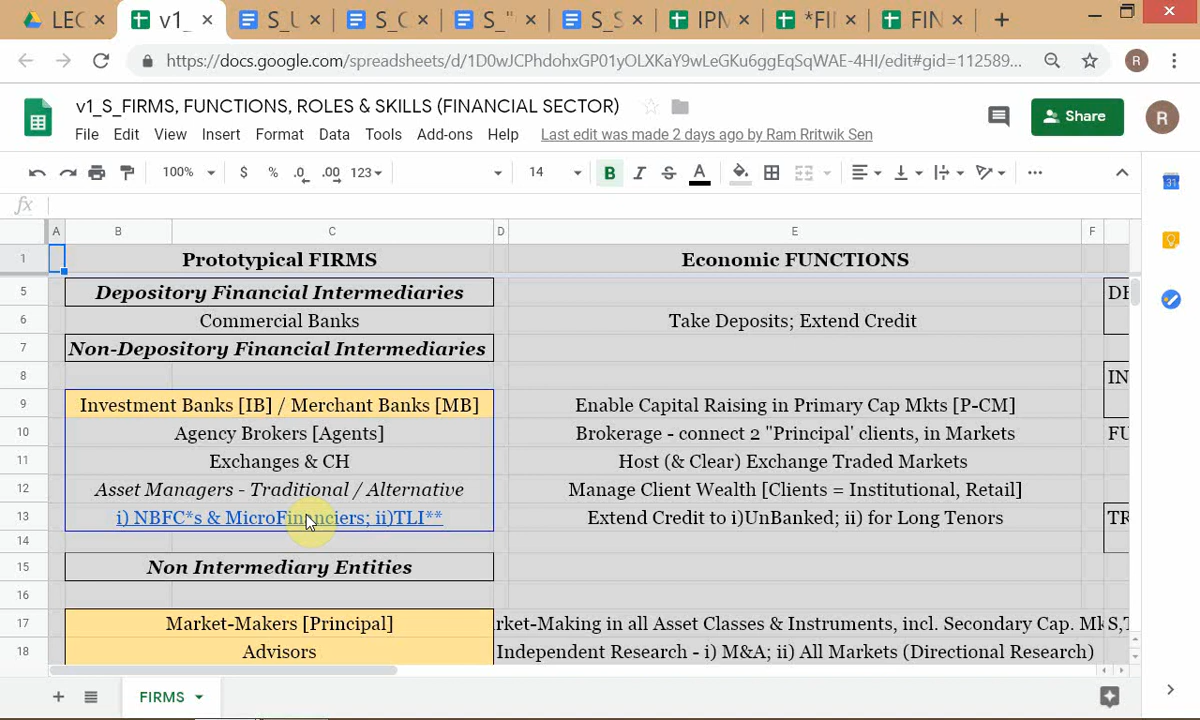 LEC
v1_
S_U
S_C
S_"
S_S
IPM
*FI
FIN
https://docs.google.com/spreadsheets/d/1D0wJCPhdohxGP01yOLXKaY9wLeGKu6ggEqSqWAE-4HI/edit#gid=112589...
R
v1_S_FIRMS, FUNCTIONS, ROLES & SKILLS (FINANCIAL SECTOR)
Share
R
File Edit View Insert Format Data Tools Add-ons Help Last edit was made 2 days ago by Ram Rritwik Sen
100% $ % .0 .00 123 14 B I S A
31
fx
A B C D E F
1 Prototypical FIRMS Economic FUNCTIONS
5 Depository Financial Intermediaries DE
6 Commercial Banks Take Deposits; Extend Credit
7 Non-Depository Financial Intermediaries
8 IN
9 Investment Banks [IB] / Merchant Banks [MB] Enable Capital Raising in Primary Cap Mkts [P-CM]
10 Agency Brokers [Agents] Brokerage - connect 2 "Principal' clients, in Markets FU
11 Exchanges & CH Host (& Clear) Exchange Traded Markets
12 Asset Managers - Traditional / Alternative Manage Client Wealth [Clients = Institutional, Retail]
13 i) NBFC*s & MicroFinanciers; ii)TLI** Extend Credit to i)UnBanked; ii) for Long Tenors TR
14
15 Non Intermediary Entities
16
17 Market-Makers [Principal] rket-Making in all Asset Classes & Instruments, incl. Secondary Cap. Mk S,T
18 Advisors Independent Research - i) M&A; ii) All Markets (Directional Research)
FIRMS